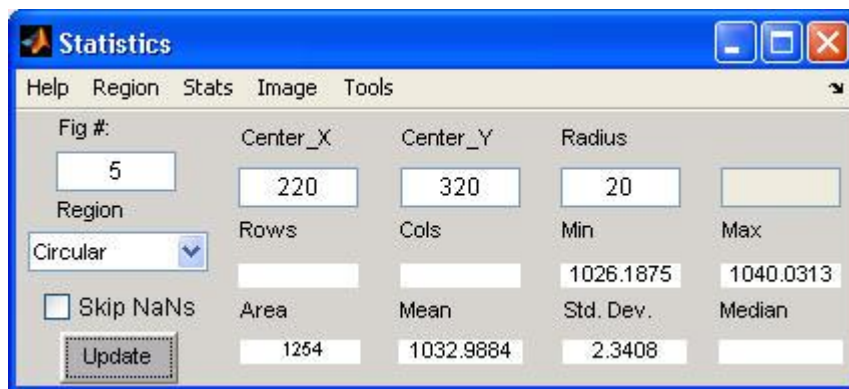 Statistics
Help Region Stats Image Tools
Fig #: Center_X Center_Y Radius
5 220 320 20
Region Rows Cols Min Max
Circular 1026.1875 1040.0313
Skip NaNs Area Mean Std. Dev. Median
Update 1254 1032.9884 2.3408